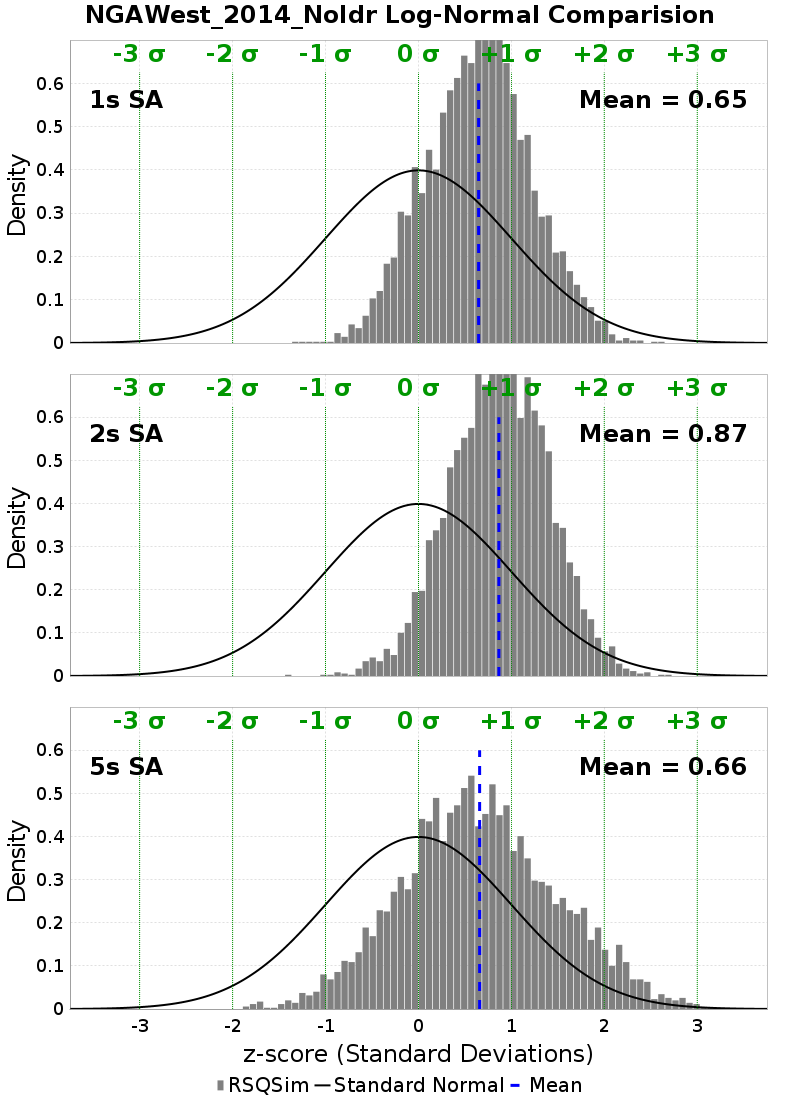 NGAWest_2014_NoIdr Log-Normal Comparision
-3 σ -2 σ -1 σ 0 σ +1 σ +2 σ +3 σ
1s SA Mean = 0.65
0.6
0.5
0.4
0.3
0.2
0.1
0
Density
-3 σ -2 σ -1 σ 0 σ +1 σ +2 σ +3 σ
2s SA Mean = 0.87
0.6
0.5
0.4
0.3
0.2
0.1
0
Density
-3 σ -2 σ -1 σ 0 σ +1 σ +2 σ +3 σ
5s SA Mean = 0.66
0.6
0.5
0.4
0.3
0.2
0.1
0
Density
-3 -2 -1 0 1 2 3
z-score (Standard Deviations)
RSQSim Standard Normal Mean